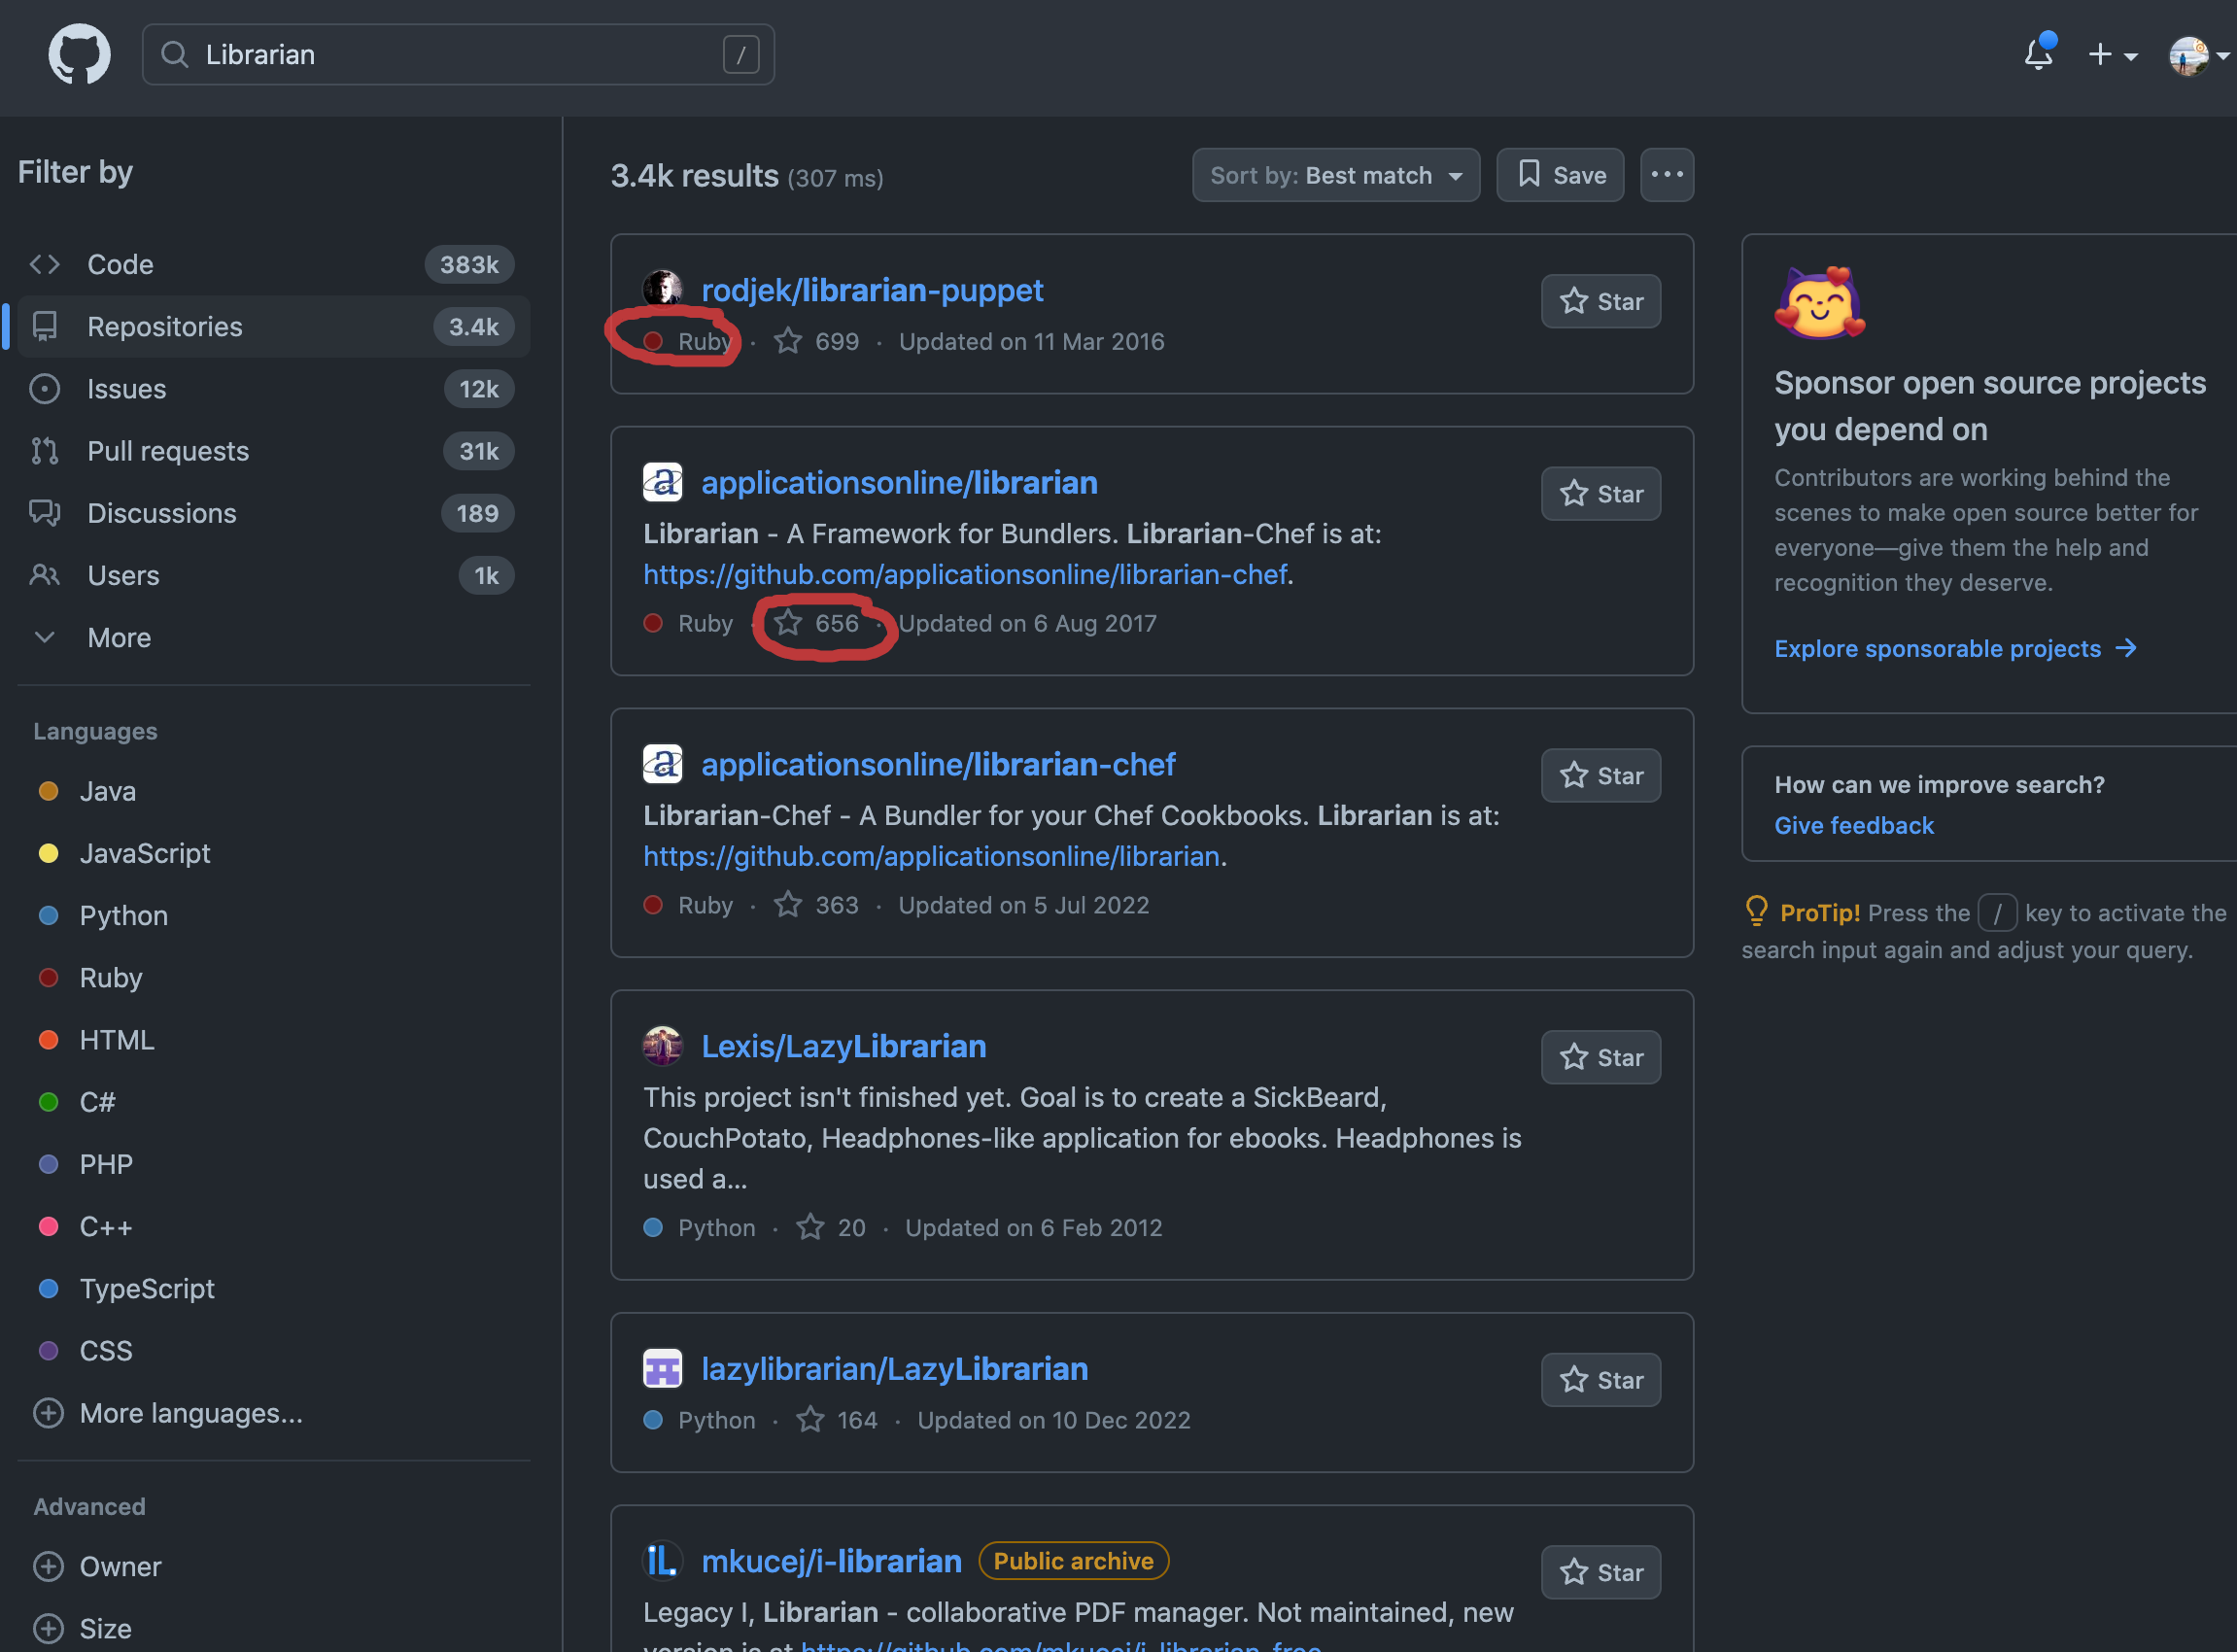 Librarian /
Filter by
Code 383k
Repositories 3.4k
Issues 12k
Pull requests 31k
Discussions 189
Users 1k
More
Languages
Java
JavaScript
Python
Ruby
HTML
C#
PHP
C++
TypeScript
CSS
More languages...
Advanced
Owner
Size
3.4k results (307 ms)
Sort by: Best match
Save
rodjek/librarian-puppet
Star
Ruby · 699 · Updated on 11 Mar 2016
applicationsonline/librarian
Star
Librarian - A Framework for Bundlers. Librarian-Chef is at:
https://github.com/applicationsonline/librarian-chef.
Ruby · 656 · Updated on 6 Aug 2017
applicationsonline/librarian-chef
Star
Librarian-Chef - A Bundler for your Chef Cookbooks. Librarian is at:
https://github.com/applicationsonline/librarian.
Ruby · 363 · Updated on 5 Jul 2022
Lexis/LazyLibrarian
Star
This project isn't finished yet. Goal is to create a SickBeard,
CouchPotato, Headphones-like application for ebooks. Headphones is
used a...
Python · 20 · Updated on 6 Feb 2012
lazylibrarian/LazyLibrarian
Star
Python · 164 · Updated on 10 Dec 2022
iL
mkucej/i-librarian Public archive
Star
Legacy I, Librarian - collaborative PDF manager. Not maintained, new
version is at https://github.com/mkucej/i-librarian-free
Sponsor open source projects
you depend on
Contributors are working behind the
scenes to make open source better for
everyone—give them the help and
recognition they deserve.
Explore sponsorable projects →
How can we improve search?
Give feedback
ProTip! Press the / key to activate the
search input again and adjust your query.